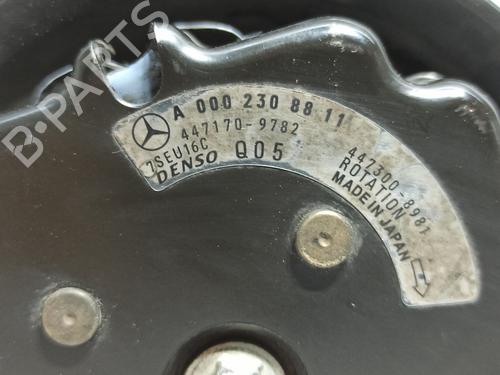 B-PARTS
A 000 230 88 11
447170-9782
7SEU16C
DENSO Q05
447300-8981
ROTATION
MADE IN JAPAN